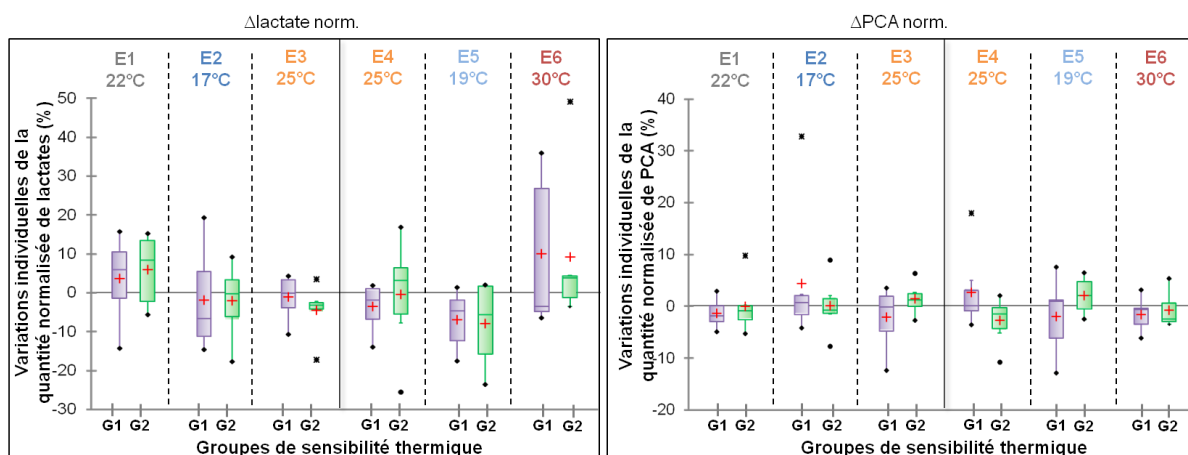 Δlactate norm.
E1 E2 E3 E4 E5 E6
22°C 17°C 25°C 25°C 19°C 30°C
Variations individuelles de la
quantité normalisée de lactates (%)
50
40
30
20
10
0
-10
-20
-30
G1 G2 G1 G2 G1 G2 G1 G2 G1 G2 G1 G2
Groupes de sensibilité thermique
ΔPCA norm.
E1 E2 E3 E4 E5 E6
22°C 17°C 25°C 25°C 19°C 30°C
Variations individuelles de la
quantité normalisée de PCA (%)
40
30
20
10
0
-10
-20
G1 G2 G1 G2 G1 G2 G1 G2 G1 G2 G1 G2
Groupes de sensibilité thermique